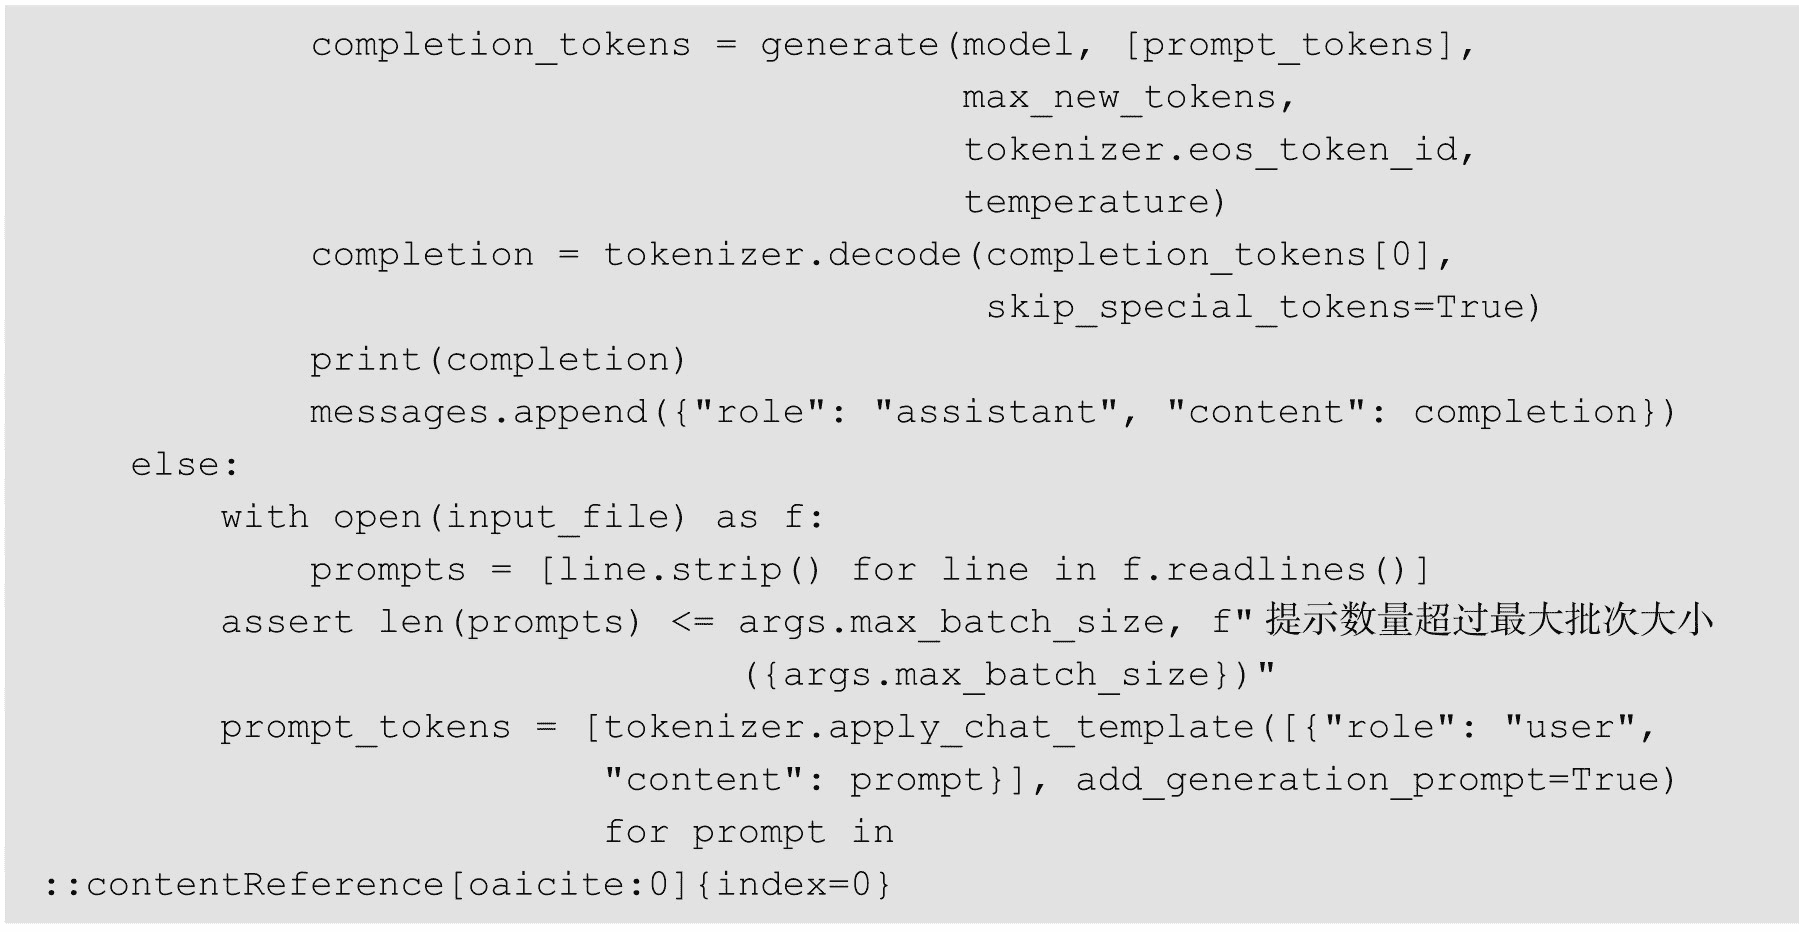 completion_tokens = generate(model, [prompt_tokens],
max_new_tokens,
tokenizer.eos_token_id,
temperature)
completion = tokenizer.decode(completion_tokens[0],
skip_special_tokens=True)
print(completion)
messages.append({"role": "assistant", "content": completion})
else:
with open(input_file) as f:
prompts = [line.strip() for line in f.readlines()]
assert len(prompts) <= args.max_batch_size, f" 提示数量超过最大批次大小
({args.max_batch_size})"
prompt_tokens = [tokenizer.apply_chat_template([{"role": "user",
"content": prompt}], add_generation_prompt=True)
for prompt in
::contentReference[oaicite:0]{index=0}